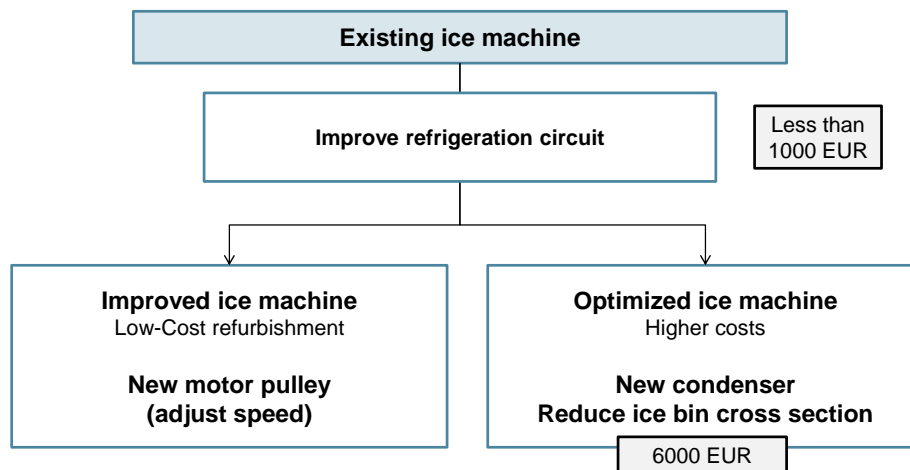 Existing ice machine
Improve refrigeration circuit
Less than
1000 EUR
Improved ice machine
Low-Cost refurbishment
New motor pulley
(adjust speed)
Optimized ice machine
Higher costs
New condenser
Reduce ice bin cross section
6000 EUR